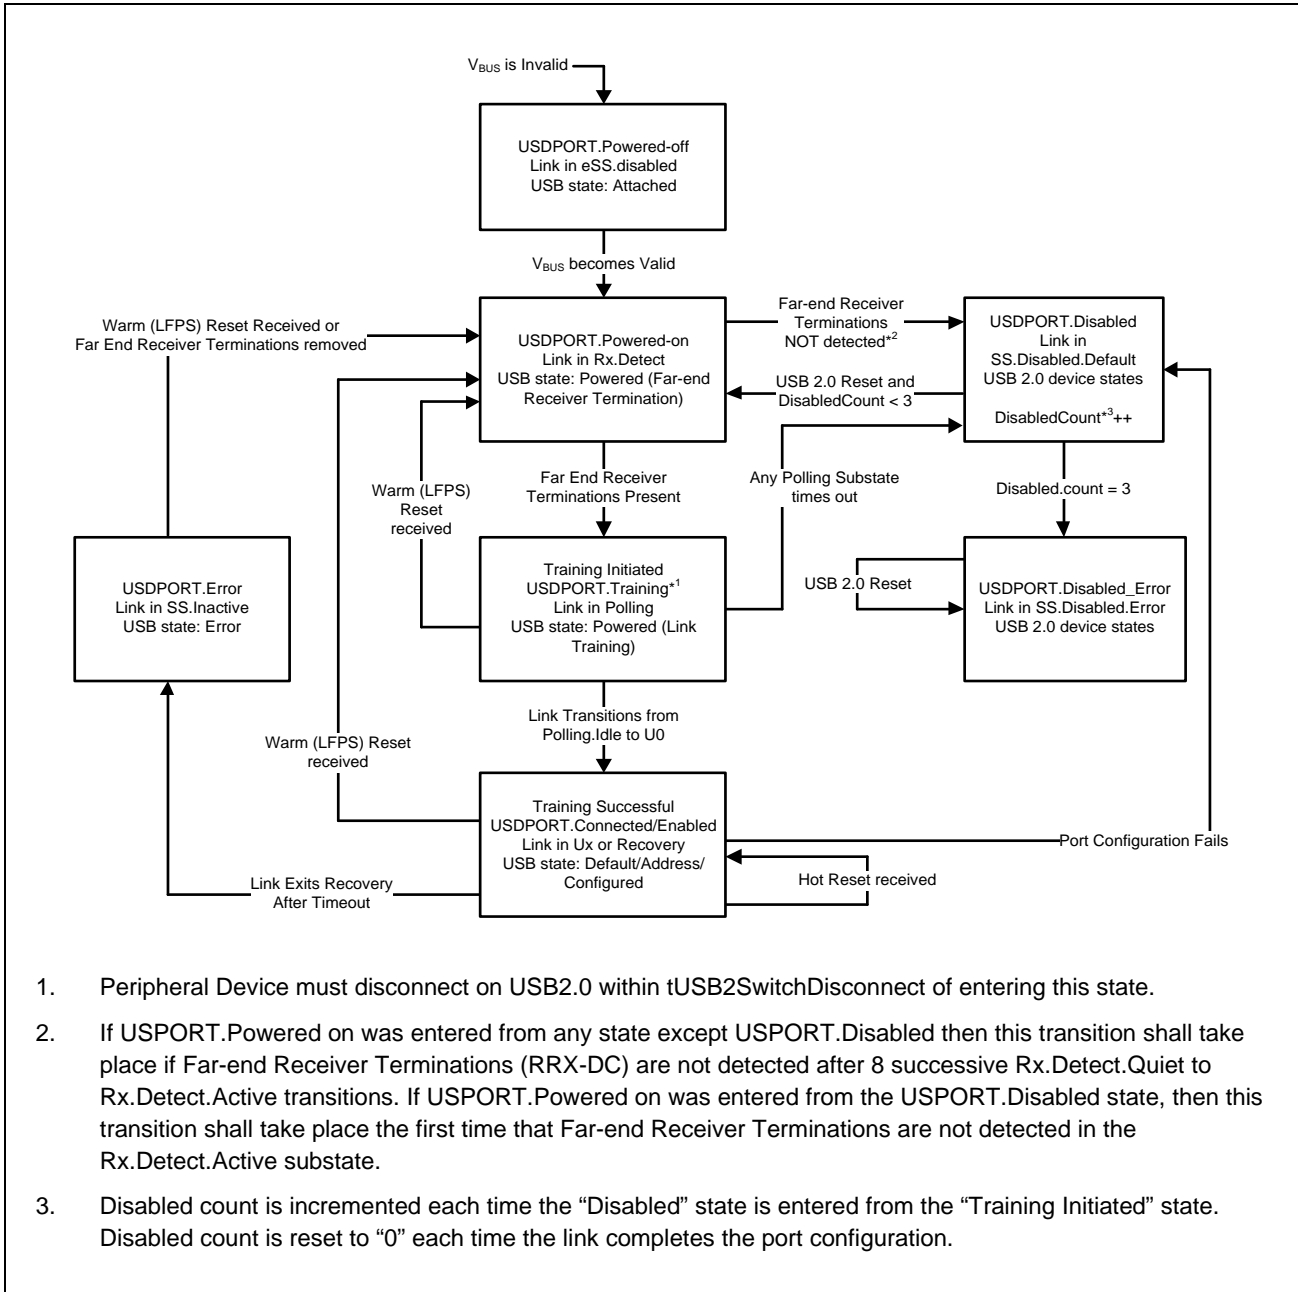 V_BUS is Invalid
USDPORT.Powered-off
Link in eSS.disabled
USB state: Attached
V_BUS becomes Valid
Warm (LFPS) Reset Received or
Far End Receiver Terminations removed
USDPORT.Powered-on
Link in Rx.Detect
USB state: Powered (Far-end
Receiver Termination)
Far-end Receiver
Terminations
NOT detected*2
USB 2.0 Reset and
DisabledCount < 3
USDPORT.Disabled
Link in
SS.Disabled.Default
USB 2.0 device states
DisabledCount*3++
Warm (LFPS)
Reset
received
Far End Receiver
Terminations Present
Any Polling Substate
times out
Disabled.count = 3
USDPORT.Error
Link in SS.Inactive
USB state: Error
Training Initiated
USDPORT.Training*1
Link in Polling
USB state: Powered (Link
Training)
USB 2.0 Reset
USDPORT.Disabled_Error
Link in SS.Disabled.Error
USB 2.0 device states
Link Transitions from
Polling.Idle to U0
Warm (LFPS) Reset
received
Training Successful
USDPORT.Connected/Enabled
Link in Ux or Recovery
USB state: Default/Address/
Configured
Port Configuration Fails
Hot Reset received
Link Exits Recovery
After Timeout
1. Peripheral Device must disconnect on USB2.0 within tUSB2SwitchDisconnect of entering this state.
2. If USPORT.Powered on was entered from any state except USPORT.Disabled then this transition shall take
place if Far-end Receiver Terminations (RRX-DC) are not detected after 8 successive Rx.Detect.Quiet to
Rx.Detect.Active transitions. If USPORT.Powered on was entered from the USPORT.Disabled state, then this
transition shall take place the first time that Far-end Receiver Terminations are not detected in the
Rx.Detect.Active substate.
3. Disabled count is incremented each time the “Disabled” state is entered from the “Training Initiated” state.
Disabled count is reset to “0” each time the link completes the port configuration.